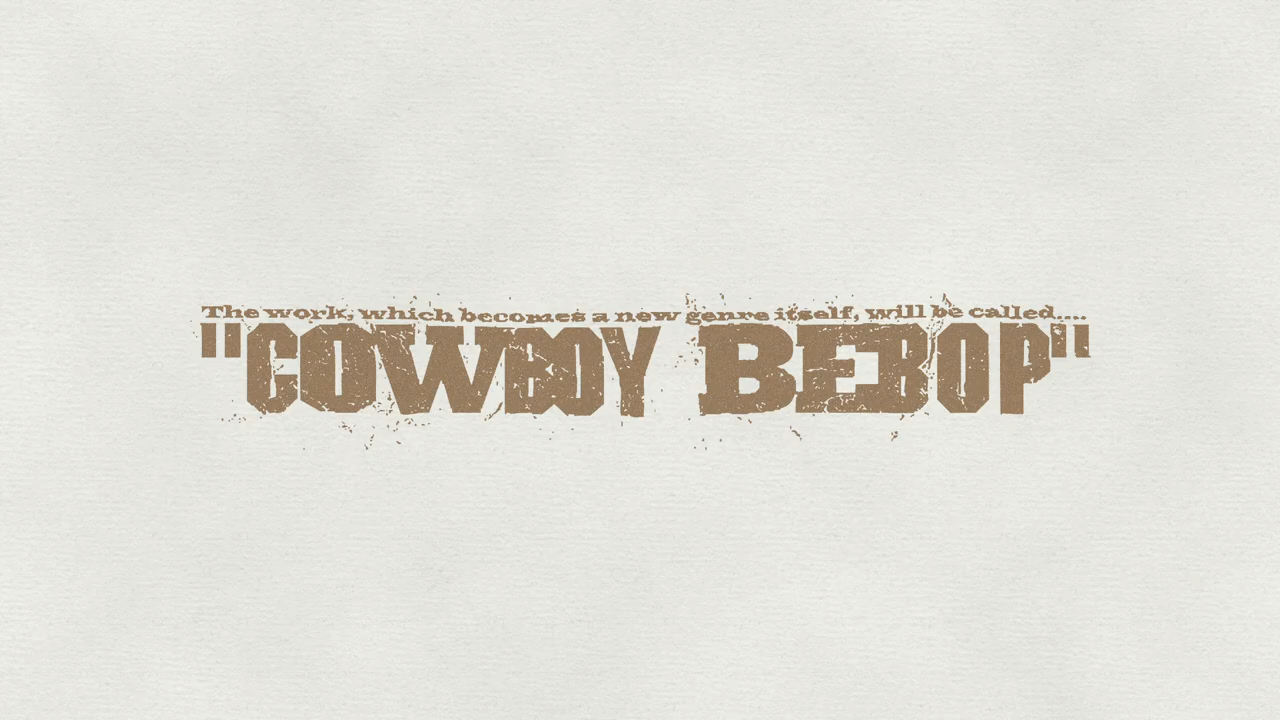 The work, which becomes a new genre itself, will be called....
"COWBOY BEBOP"